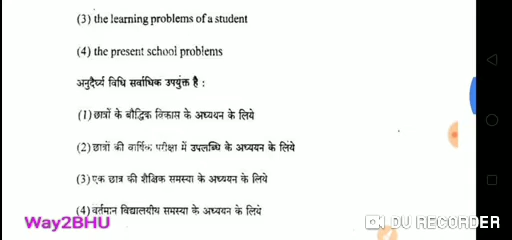 (3) the learning problems of a student
(4) the present school problems
अनुदैर्घ्य विधि सर्वाधिक उपयुक्त है :
(1) छात्रों के बौद्धिक विकास के अध्ययन के लिये
(2) छात्रों की वार्षिक परीक्षा में उपलब्धि के अध्ययन के लिये
(3) एक छात्र की शैक्षिक समस्या के अध्ययन के लिये
(4) वर्तमान विद्यालयीय समस्या के अध्ययन के लिये
Way2BHU
DU RECORDER